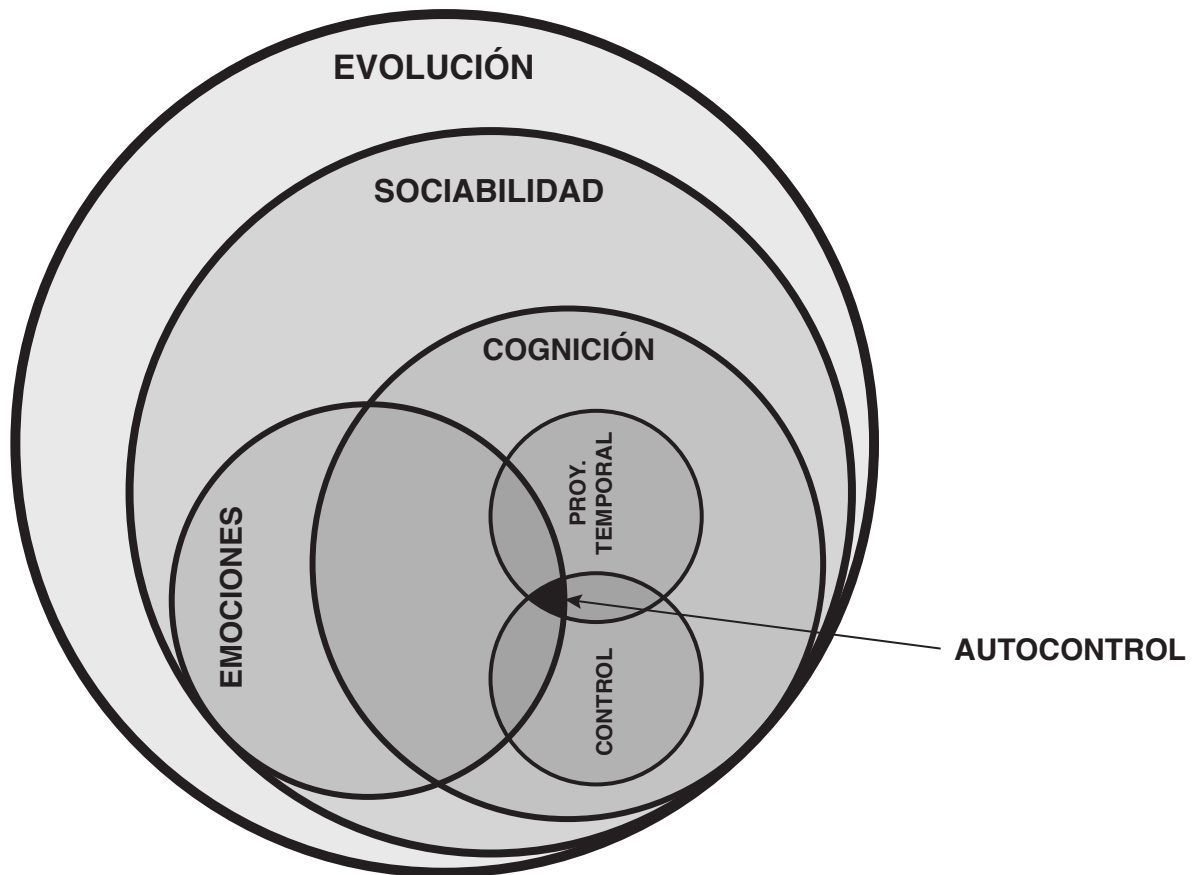 EVOLUCIÓN
SOCIABILIDAD
COGNICIÓN
PROY.
TEMPORAL
EMOCIONES
CONTROL
AUTOCONTROL